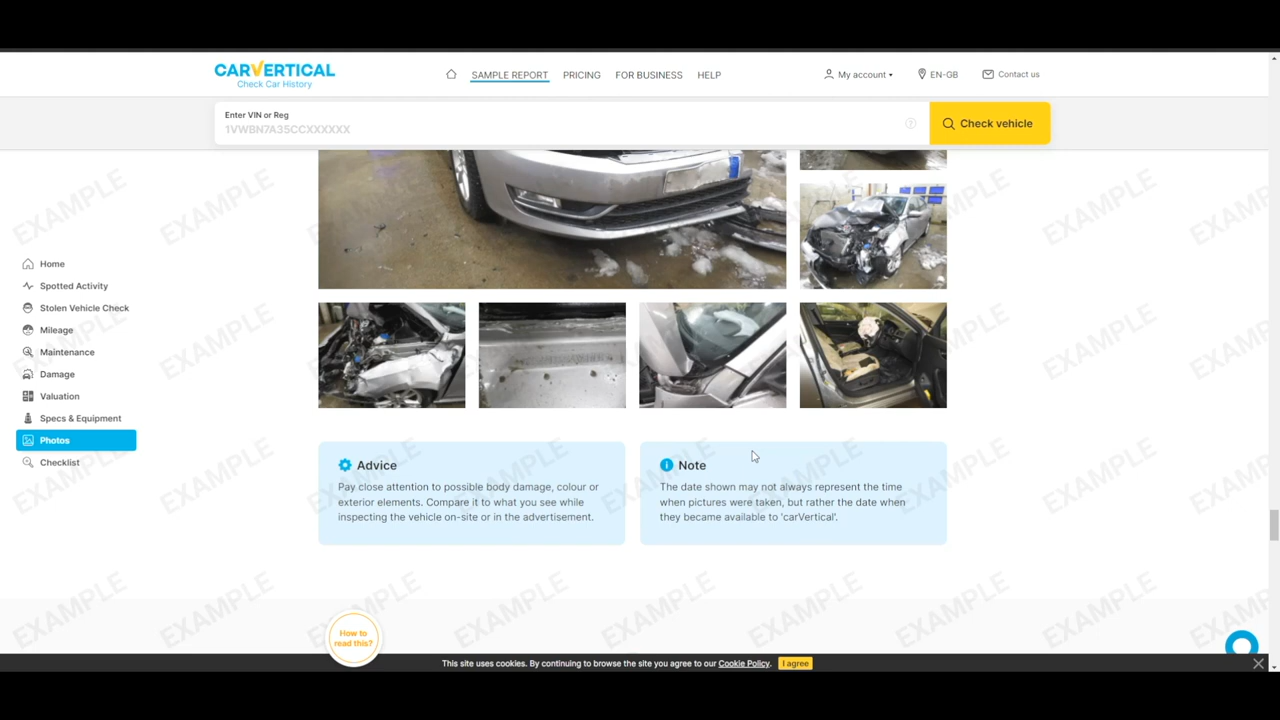 CARVERTICAL
Check Car History
SAMPLE REPORT
PRICING
FOR BUSINESS
HELP
My account
EN-GB
Contact us
Enter VIN or Reg
1VWBN7A35CCXXXXXX
Check vehicle
Home
Spotted Activity
Stolen Vehicle Check
Mileage
Maintenance
Damage
Valuation
Specs & Equipment
Photos
Checklist
Advice
Pay close attention to possible body damage, colour or
exterior elements. Compare it to what you see while
inspecting the vehicle on-site or in the advertisement.
Note
The date shown may not always represent the time
when pictures were taken, but rather the date when
they became available to 'carVertical'.
How to
read this?
This site uses cookies. By continuing to browse the site you agree to our Cookie Policy.
I agree
EXAMPLE